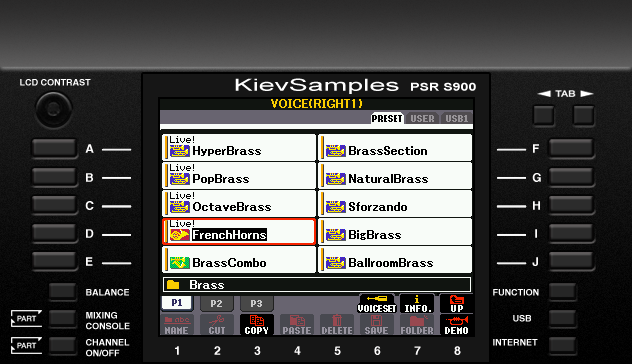 LCD CONTRAST
KievSamples PSR S900
TAB
VOICE(RIGHT1)
PRESET USER USB1
A
B
C
D
E
Live!
HyperBrass
BrassSection
Live!
PopBrass
NaturalBrass
Live!
OctaveBrass
Sforzando
Live!
FrenchHorns
BigBrass
BrassCombo
BallroomBrass
F
G
H
I
J
Brass
P1 P2 P3
VOICESET INFO. UP
NAME CUT COPY PASTE DELETE SAVE FOLDER DEMO
1 2 3 4 5 6 7 8
BALANCE
PART
MIXING
CONSOLE
PART
CHANNEL
ON/OFF
FUNCTION
USB
INTERNET